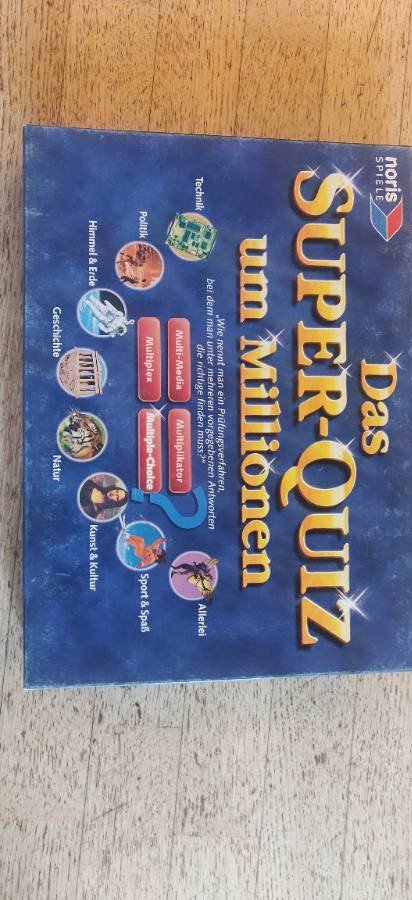 noris
SPIELE
Das
SUPER-QUIZ
um Millionen
„Wie nennt man ein Prüfungsverfahren,
bei dem man unter mehreren vorgegebenen Antworten
die richtige finden muss?“
Multi-Media
Multiplikator
Multiplex
Multiple-Choice
Technik
Politik
Himmel & Erde
Geschichte
Natur
Kunst & Kultur
Sport & Spaß
Allerlei